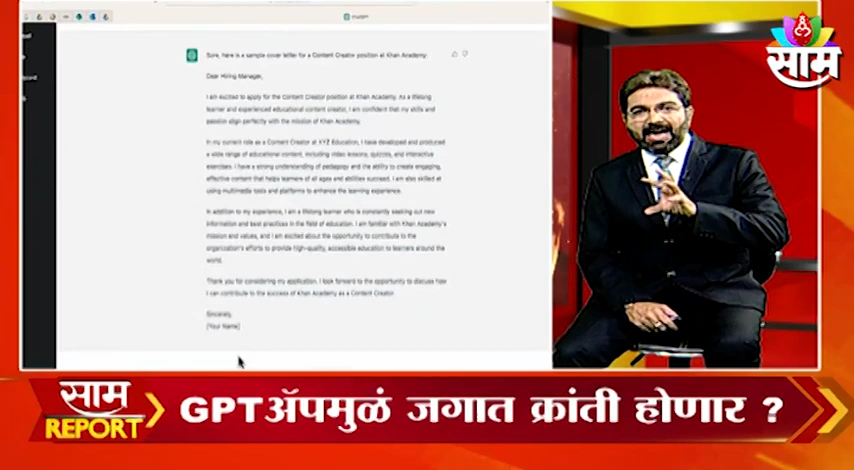 chatGPT
साम
Sure, here is a sample cover letter for a Content Creator position at Khan Academy:
Dear Hiring Manager,
I am excited to apply for the Content Creator position at Khan Academy. As a lifelong
learner and experienced educational content creator, I am confident that my skills and
passion align perfectly with the mission of Khan Academy.
In my current role as a Content Creator at XYZ Education, I have developed and produced
a wide range of educational content, including video lessons, quizzes, and interactive
exercises. I have a strong understanding of pedagogy and the ability to create engaging,
effective content that helps learners of all ages and abilities succeed. I am also skilled at
using multimedia tools and platforms to enhance the learning experience.
In addition to my experience, I am a lifelong learner who is constantly seeking out new
information and best practices in the field of education. I am familiar with Khan Academy's
mission and values, and I am excited about the opportunity to contribute to the
organization's efforts to provide high-quality, accessible education to learners around the
world.
Thank you for considering my application. I look forward to the opportunity to discuss how
I can contribute to the success of Khan Academy as a Content Creator.
Sincerely,
[Your Name]
साम
REPORT
GPT ॲपमुळं जगात क्रांती होणार ?